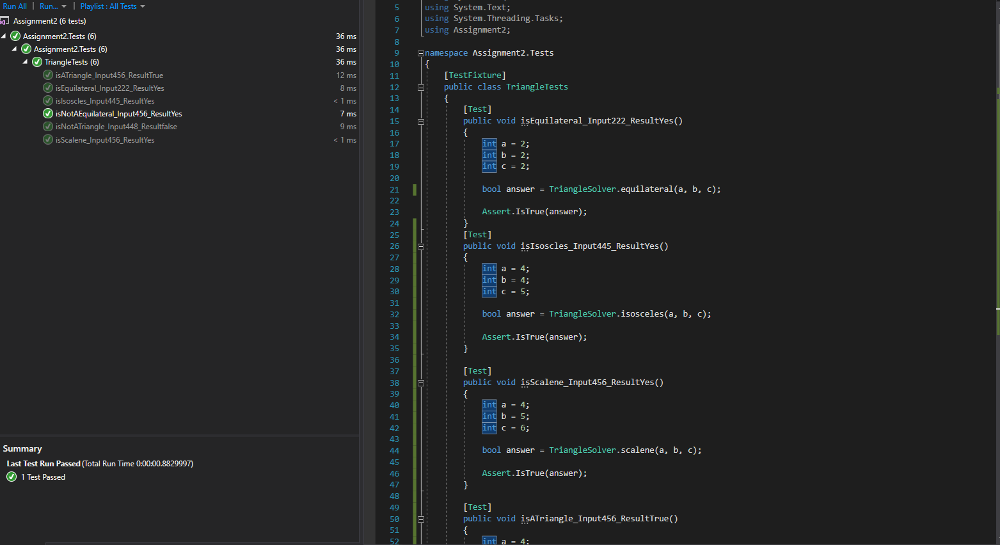 Run All | Run... | Playlist : All Tests
Assignment2 (6 tests)
Assignment2.Tests (6) 36 ms
Assignment2.Tests (6) 36 ms
TriangleTests (6) 36 ms
isATriangle_Input456_ResultTrue 12 ms
isEquilateral_Input222_ResultYes 8 ms
isIsoscles_Input445_ResultYes < 1 ms
isNotAEquilateral_Input456_ResultYes 7 ms
isNotATriangle_Input448_Resultfalse 9 ms
isScalene_Input456_ResultYes < 1 ms
Summary
Last Test Run Passed (Total Run Time 0:00:00.8829997)
1 Test Passed
5 using System.Text;
6 using System.Threading.Tasks;
7 using Assignment2;
8
9 namespace Assignment2.Tests
10 {
11 [TestFixture]
12 public class TriangleTests
13 {
14 [Test]
15 public void isEquilateral_Input222_ResultYes()
16 {
17 int a = 2;
18 int b = 2;
19 int c = 2;
20
21 bool answer = TriangleSolver.equilateral(a, b, c);
22
23 Assert.IsTrue(answer);
24 }
25 [Test]
26 public void isIsoscles_Input445_ResultYes()
27 {
28 int a = 4;
29 int b = 4;
30 int c = 5;
31
32 bool answer = TriangleSolver.isosceles(a, b, c);
33
34 Assert.IsTrue(answer);
35 }
36
37 [Test]
38 public void isScalene_Input456_ResultYes()
39 {
40 int a = 4;
41 int b = 5;
42 int c = 6;
43
44 bool answer = TriangleSolver.scalene(a, b, c);
45
46 Assert.IsTrue(answer);
47 }
48
49 [Test]
50 public void isATriangle_Input456_ResultTrue()
51 {
52 int a = 4;